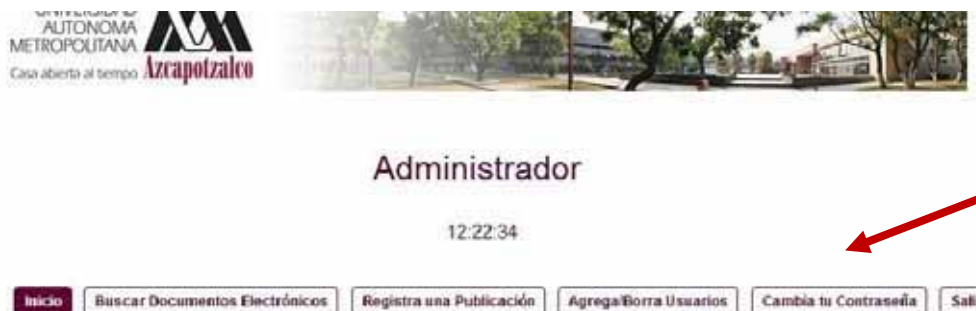 UNIVERSIDAD
AUTONOMA
METROPOLITANA
Casa abierta al tiempo Azcapotzalco
Administrador
12:22:34
Inicio Buscar Documentos Electrónicos Registra una Publicación Agrega/Borra Usuarios Cambia tu Contraseña